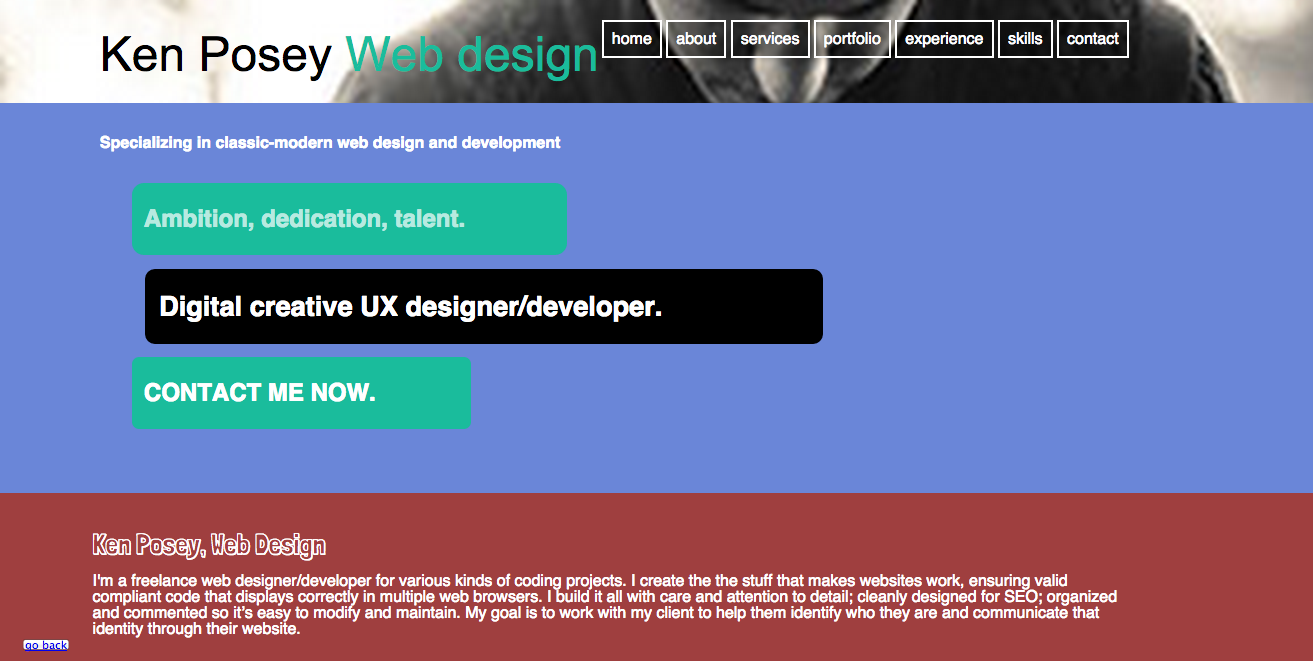 Ken Posey Web design
home about services portfolio experience skills contact
Specializing in classic-modern web design and development
Ambition, dedication, talent.
Digital creative UX designer/developer.
CONTACT ME NOW.
Ken Posey, Web Design
I'm a freelance web designer/developer for various kinds of coding projects. I create the the stuff that makes websites work, ensuring valid
compliant code that displays correctly in multiple web browsers. I build it all with care and attention to detail; cleanly designed for SEO; organized
and commented so it's easy to modify and maintain. My goal is to work with my client to help them identify who they are and communicate that
identity through their website.
go back